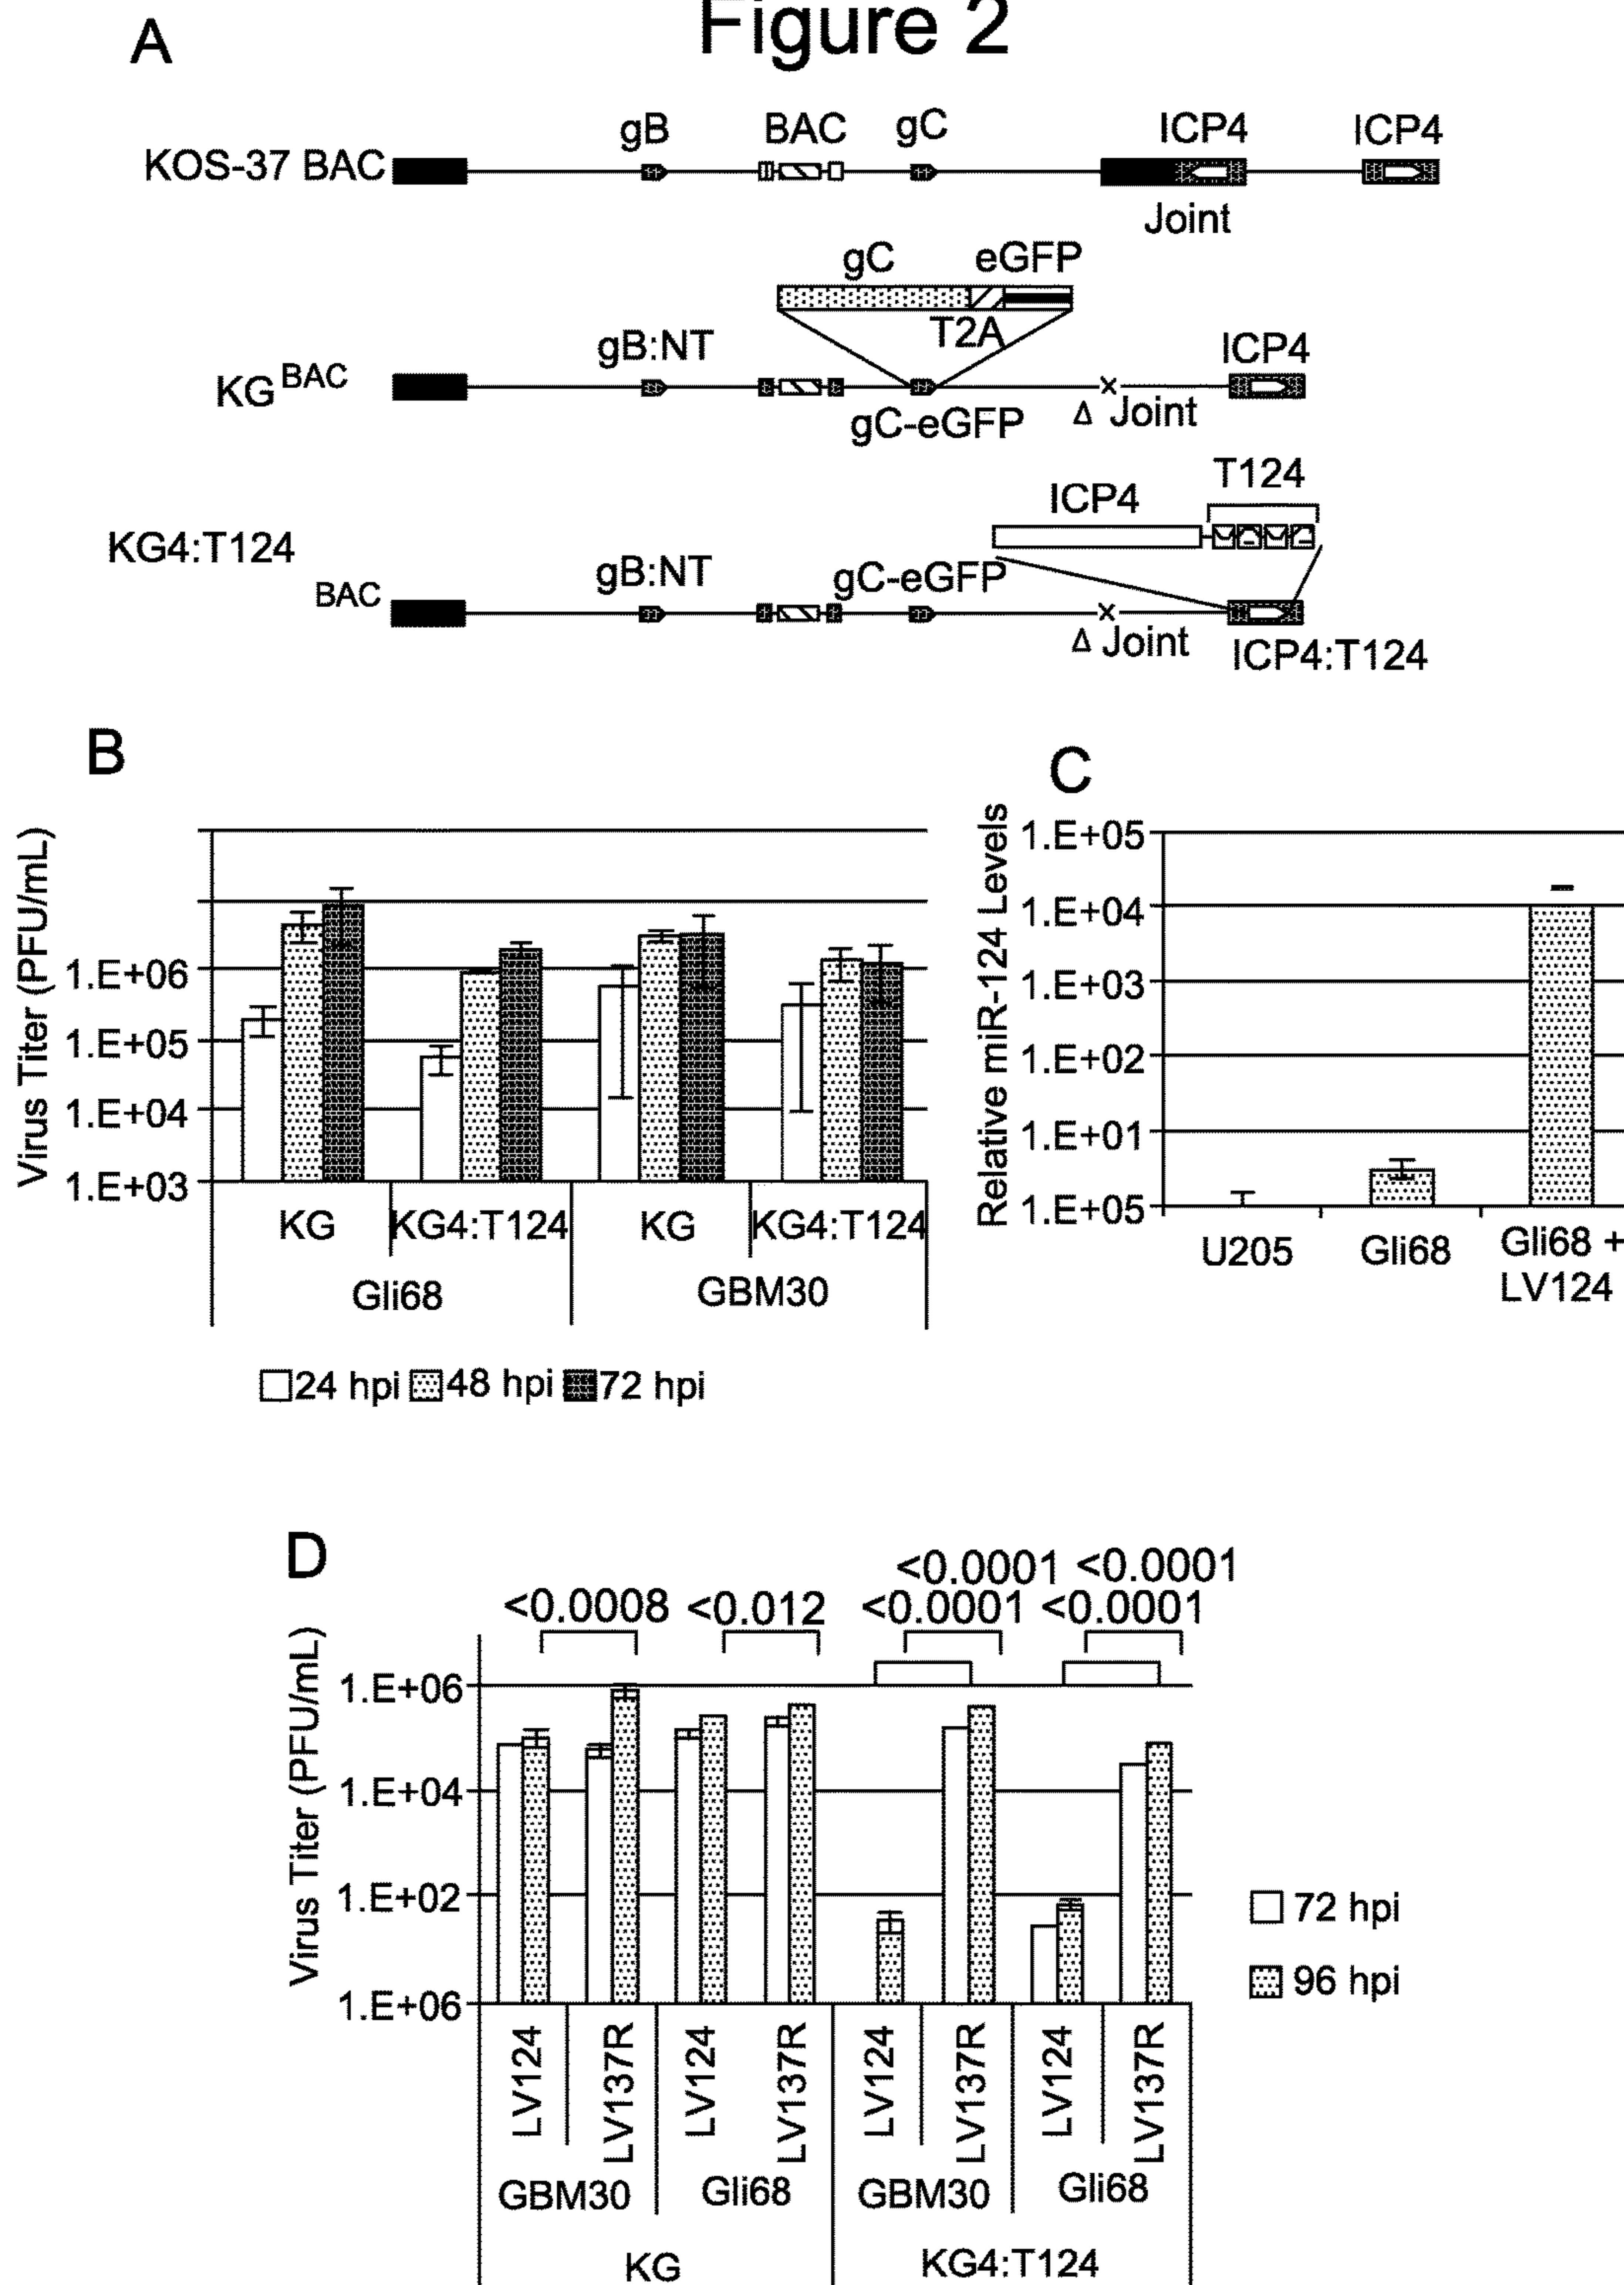 Figure 2
A
gB BAC gC ICP4 ICP4
KOS-37 BAC
Joint
gC eGFP
T2A
gB:NT ICP4
KG BAC
gC-eGFP Δ Joint
T124
ICP4
KG4:T124
BAC
gB:NT gC-eGFP
Δ Joint ICP4:T124
B
Virus Titer (PFU/mL)
1.E+06
1.E+05
1.E+04
1.E+03
KG KG4:T124 KG KG4:T124
Gli68 GBM30
24 hpi 48 hpi 72 hpi
C
Relative miR-124 Levels
1.E+05
1.E+04
1.E+03
1.E+02
1.E+01
1.E+05
U205 Gli68 Gli68 +
LV124
D
<0.0001 <0.0001
<0.0008 <0.012 <0.0001 <0.0001
Virus Titer (PFU/mL)
1.E+06
1.E+04
1.E+02
1.E+06
72 hpi
96 hpi
LV124 LV137R LV124 LV137R LV124 LV137R LV124 LV137R
GBM30 Gli68 GBM30 Gli68
KG KG4:T124